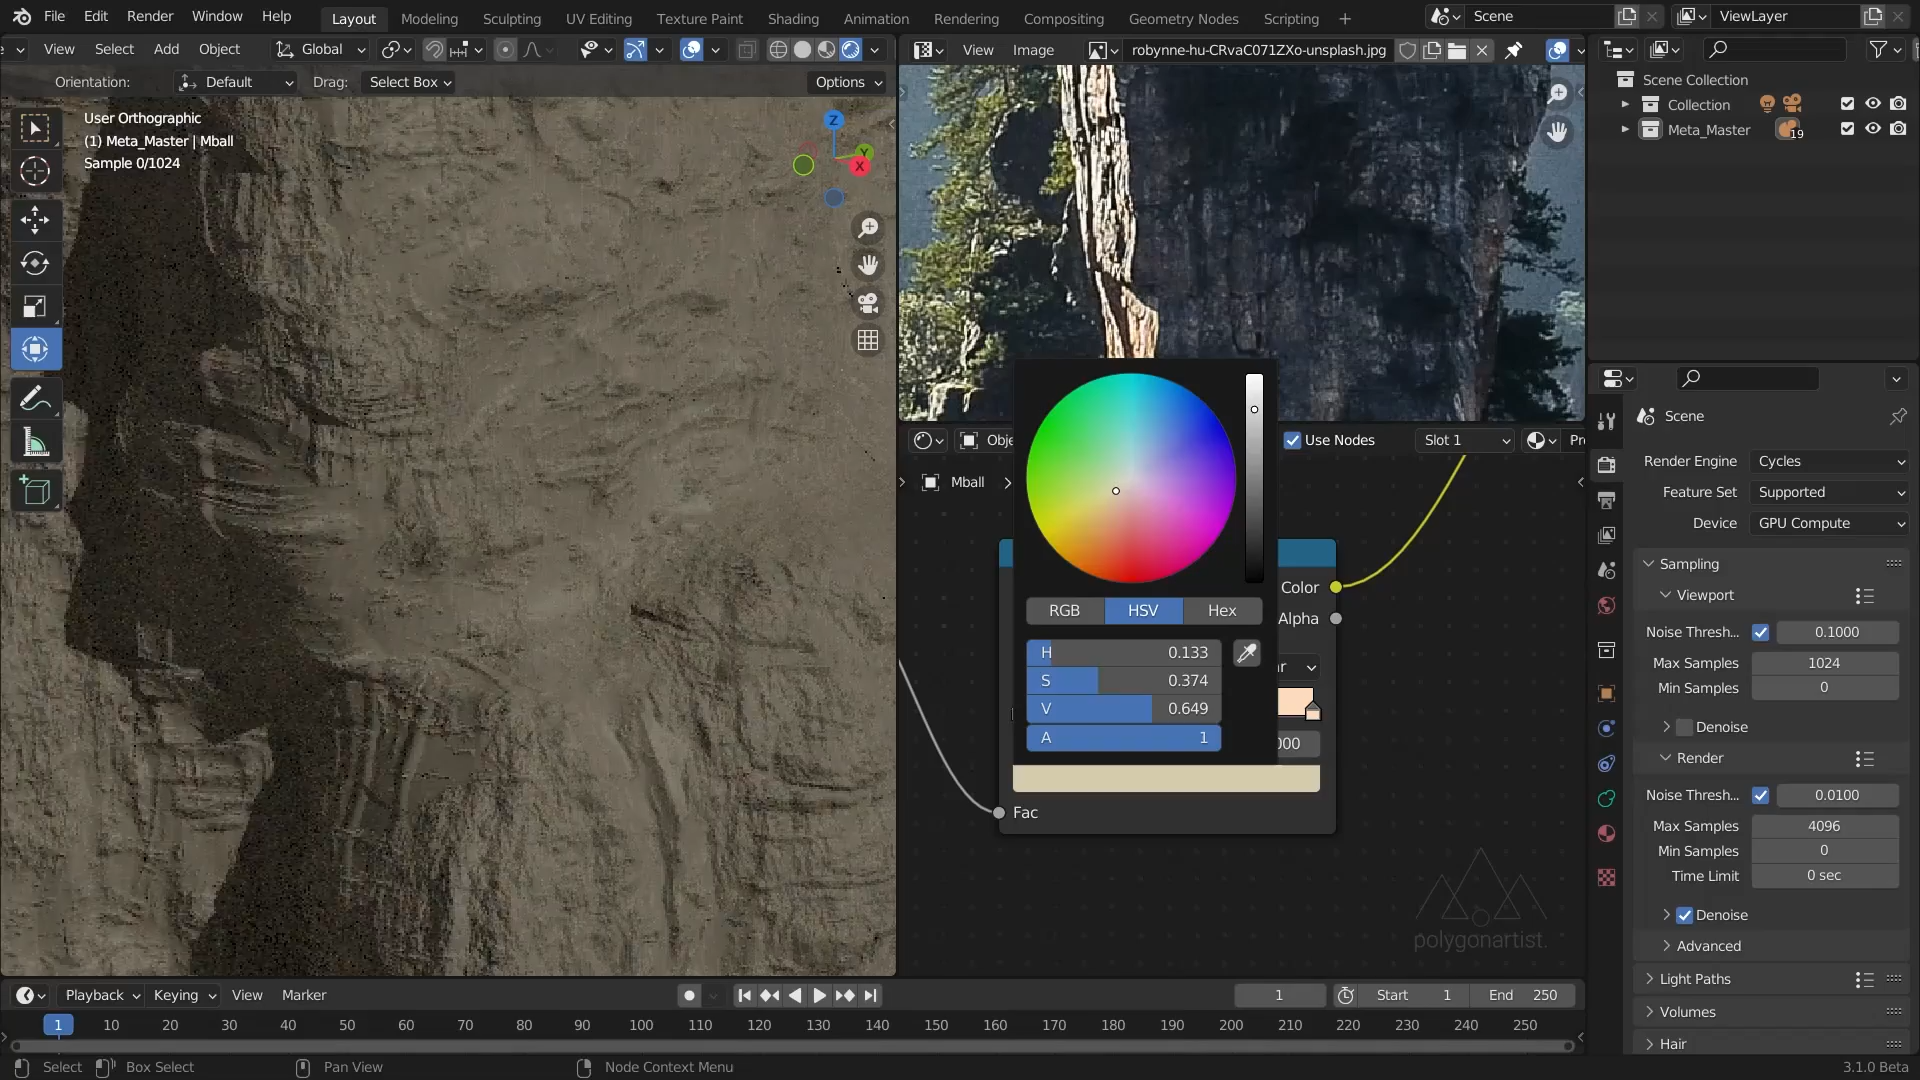 File Edit Render Window Help Layout Modeling Sculpting UV Editing Texture Paint Shading Animation Rendering Compositing Geometry Nodes Scripting + Scene ViewLayer
View Select Add Object Global View Image robynne-hu-CRvaC071ZXo-unsplash.jpg
Orientation: Default Drag: Select Box Options
User Orthographic
(1) Meta_Master | Mball
Sample 0/1024
Z
Y
X
Scene Collection
Collection
Meta_Master 19
Obje Use Nodes Slot 1 Pr
Mball
Color
Alpha
RGB HSV Hex
H 0.133
S 0.374
V 0.649
A 1
ar
000
Fac
polygonartist.
Scene
Render Engine Cycles
Feature Set Supported
Device GPU Compute
Sampling
Viewport
Noise Thresh... 0.1000
Max Samples 1024
Min Samples 0
Denoise
Render
Noise Thresh... 0.0100
Max Samples 4096
Min Samples 0
Time Limit 0 sec
Denoise
Advanced
Light Paths
Volumes
Hair
Playback Keying View Marker 1 Start 1 End 250
1 10 20 30 40 50 60 70 80 90 100 110 120 130 140 150 160 170 180 190 200 210 220 230 240 250
Select Box Select Pan View Node Context Menu 3.1.0 Beta